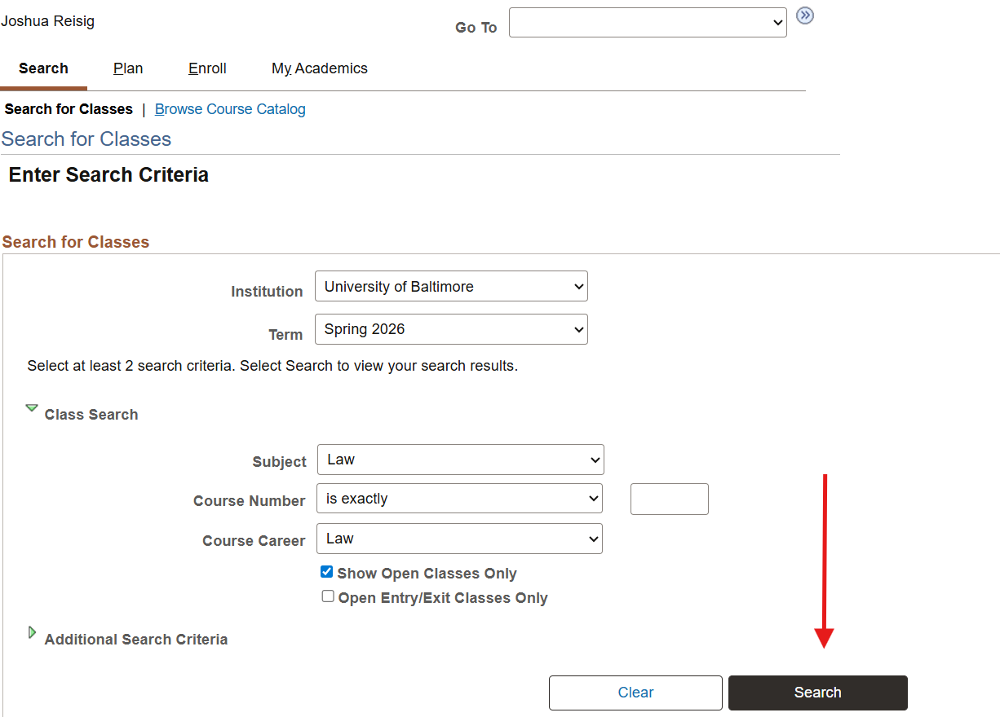 Joshua Reisig
Go To
Search Plan Enroll My Academics
Search for Classes | Browse Course Catalog
Search for Classes
Enter Search Criteria
Search for Classes
Institution University of Baltimore
Term Spring 2026
Select at least 2 search criteria. Select Search to view your search results.
Class Search
Subject Law
Course Number is exactly
Course Career Law
Show Open Classes Only
Open Entry/Exit Classes Only
Additional Search Criteria
Clear Search